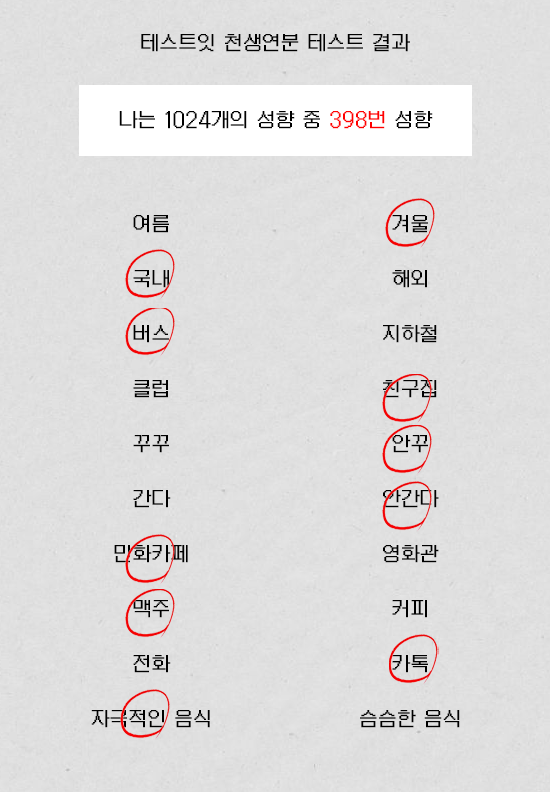 테스트잇 천생연분 테스트 결과
나는 1024개의 성향 중 398번 성향
여름 겨울
국내 해외
버스 지하철
클럽 친구집
꾸꾸 안꾸
간다 안간다
만화카페 영화관
맥주 커피
전화 카톡
자극적인 음식 슴슴한 음식